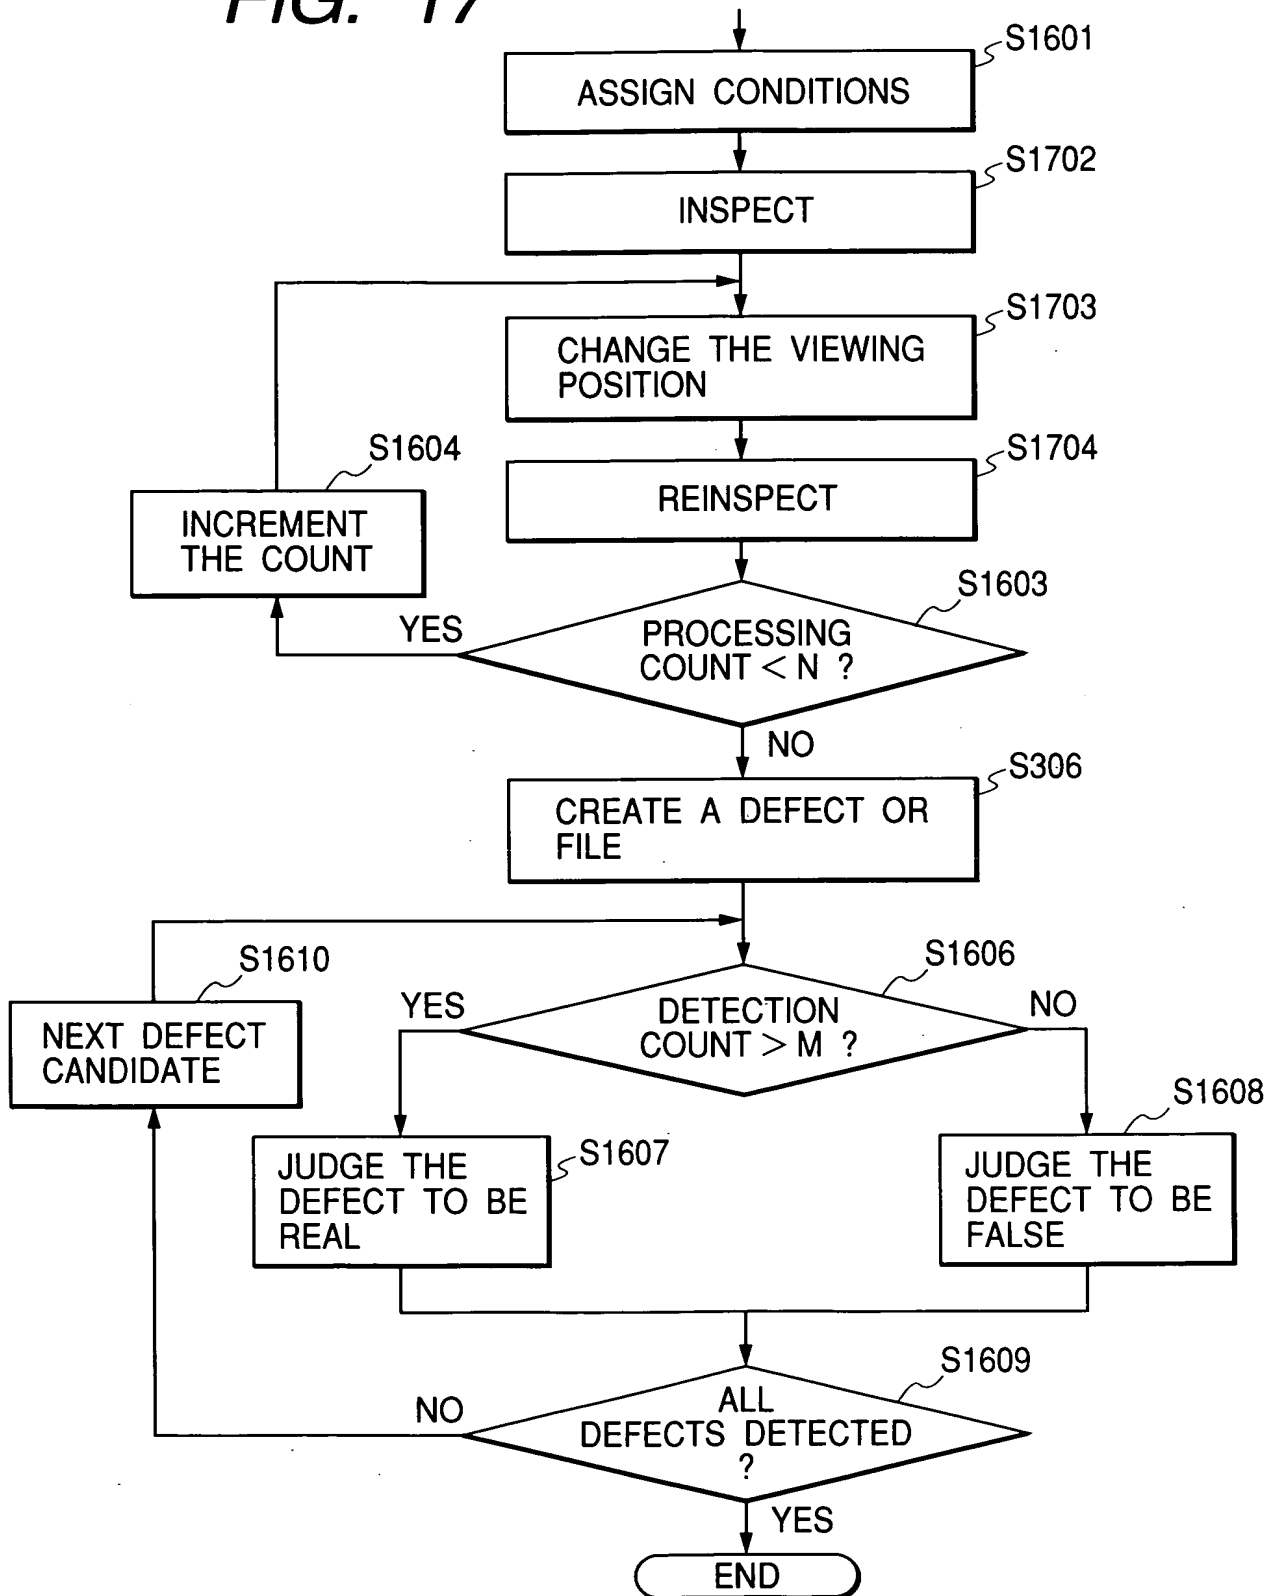 FIG. 17
S1601
ASSIGN CONDITIONS
S1702
INSPECT
S1703
CHANGE THE VIEWING
POSITION
S1704
REINSPECT
S1604
INCREMENT
THE COUNT
S1603
YES
PROCESSING
COUNT < N ?
NO
S306
CREATE A DEFECT OR
FILE
S1610
NEXT DEFECT
CANDIDATE
S1606
YES
DETECTION
COUNT > M ?
NO
S1607
JUDGE THE
DEFECT TO BE
REAL
S1608
JUDGE THE
DEFECT TO BE
FALSE
S1609
NO
ALL
DEFECTS DETECTED
?
YES
END